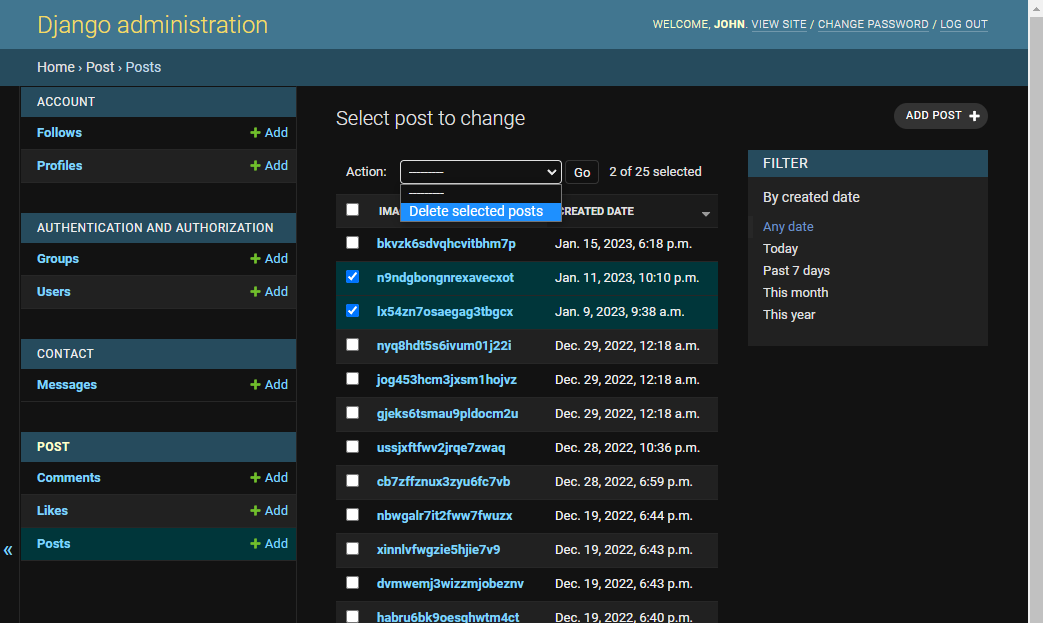 Django administration
WELCOME, JOHN. VIEW SITE / CHANGE PASSWORD / LOG OUT
Home › Post › Posts
ACCOUNT
Follows + Add
Profiles + Add
AUTHENTICATION AND AUTHORIZATION
Groups + Add
Users + Add
CONTACT
Messages + Add
POST
Comments + Add
Likes + Add
Posts + Add
«
Select post to change
ADD POST +
Action: --------- Go 2 of 25 selected
---------
Delete selected posts
CREATED DATE
bkvzk6sdvqhcvitbhm7p Jan. 15, 2023, 6:18 p.m.
n9ndgbongnrexavecxot Jan. 11, 2023, 10:10 p.m.
lx54zn7osaegag3tbgcx Jan. 9, 2023, 9:38 a.m.
nyq8hdt5s6ivum01j22i Dec. 29, 2022, 12:18 a.m.
jog453hcm3jxsm1hojvz Dec. 29, 2022, 12:18 a.m.
gjeks6tsmau9pldocm2u Dec. 29, 2022, 12:18 a.m.
ussjxftfwv2jrqe7zwaq Dec. 28, 2022, 10:36 p.m.
cb7zffznux3zyu6fc7vb Dec. 28, 2022, 6:59 p.m.
nbwgalr7it2fww7fwuzx Dec. 19, 2022, 6:44 p.m.
xinnlvfwgzie5hjie7v9 Dec. 19, 2022, 6:43 p.m.
dvmwemj3wizzmjobeznv Dec. 19, 2022, 6:43 p.m.
habru6bk9oesghwtm4ct Dec. 19, 2022, 6:40 p.m.
FILTER
By created date
Any date
Today
Past 7 days
This month
This year